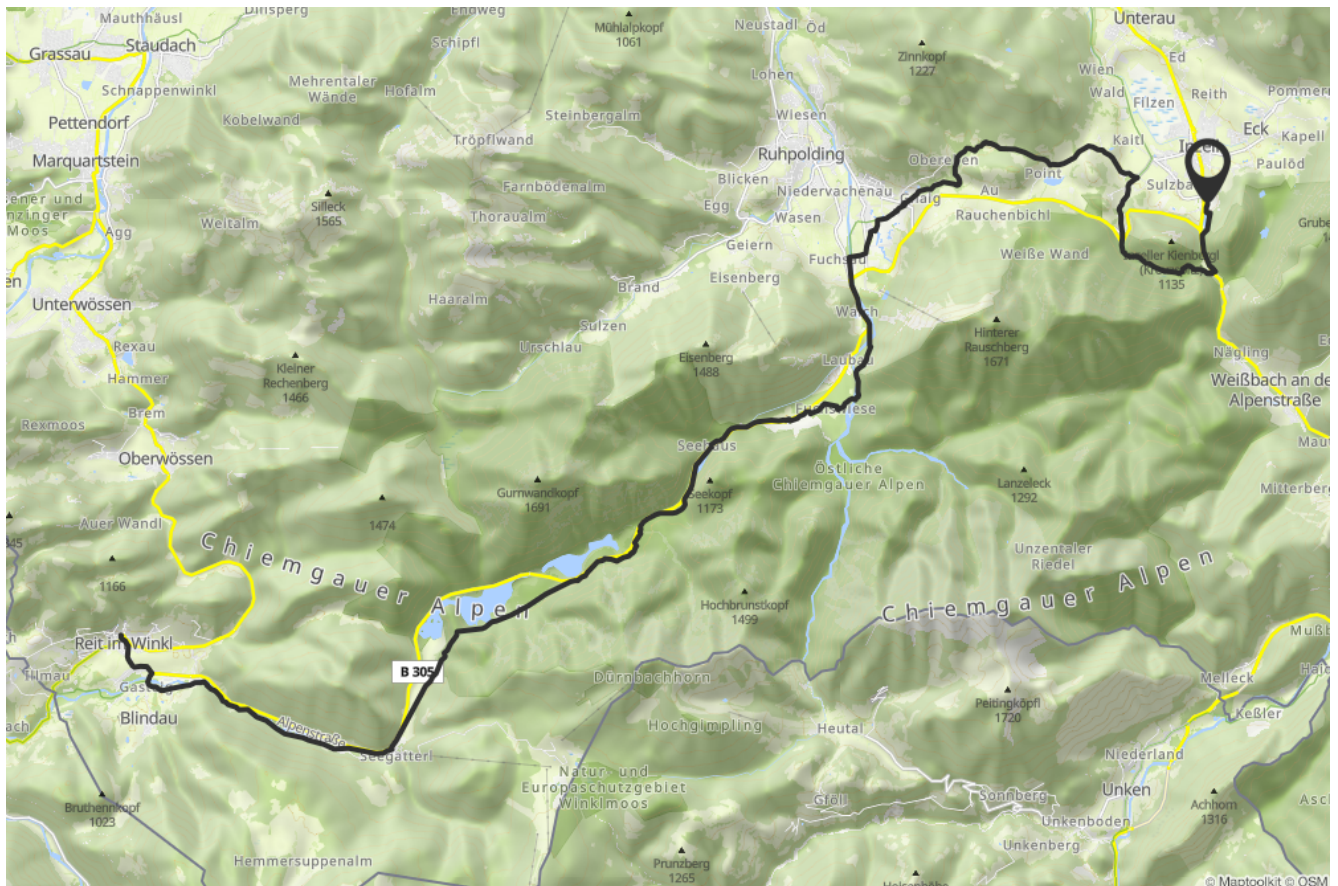 Mauthhäusl
Dinsperg
Endweg
Mühlalpkopf
1061
Neustadl
Öd
Unterau
Grassau
Staudach
Schipfl
Zinnkopf
1227
Ed
Schnappenwinkl
Mehrentaler
Wände
Hofalm
Lohen
Wien
Wald
Filzen
Reith
Pettendorf
Kobelwand
Steinbergalm
Wiesen
Eck
Kapell
Tröpflwand
Kaitl
Marquartstein
Ruhpolding
Paulöd
Blicken
Farnbödenalm
Niedervachenau
Point
Sulzba
Silleck
1565
Egg
Au
Moos
Weitalm
Thoraualm
Wasen
Rauchenbichl
Agg
Geiern
Weiße Wand
Fuchsau
Eisenberg
1135
Unterwössen
Brand
Haaralm
Sulzen
Hinterer
Rauschberg
1671
Rexau
Urschlau
Eisenberg
1488
Laubau
Nagling
Hammer
Kleiner
Rechenberg
1466
Weißbach an de
Alpenstraße
Brem
Rexmoos
Seehaus
Oberwössen
Östliche
Chiemgauer Alpen
Lanzeleck
1292
Gurnwandkopf
1691
Seekopf
1173
Mitterberg
1474
Auer Wandl
Unzentaler
Riedel
1166
Chiemgauer Alpen
Chiemgauer Alpen
Hochbrunstkopf
1499
Reit im Winkl
B 305
Dürnbachhorn
Melleck
Peitingköpfl
1720
Blindau
Hochgimpling
Heutal
Keßler
Alpenstraße
Seegatterl
Niederland
Natur- und
Europaschutzgebiet
Winklmoos
Unken
Sonnberg
Gföll
Achhorn
1316
Bruthennkopf
1023
Unkenboden
Unkenberg
Hemmersuppenalm
Prunzberg
1265
© Maptoolkit © OSM